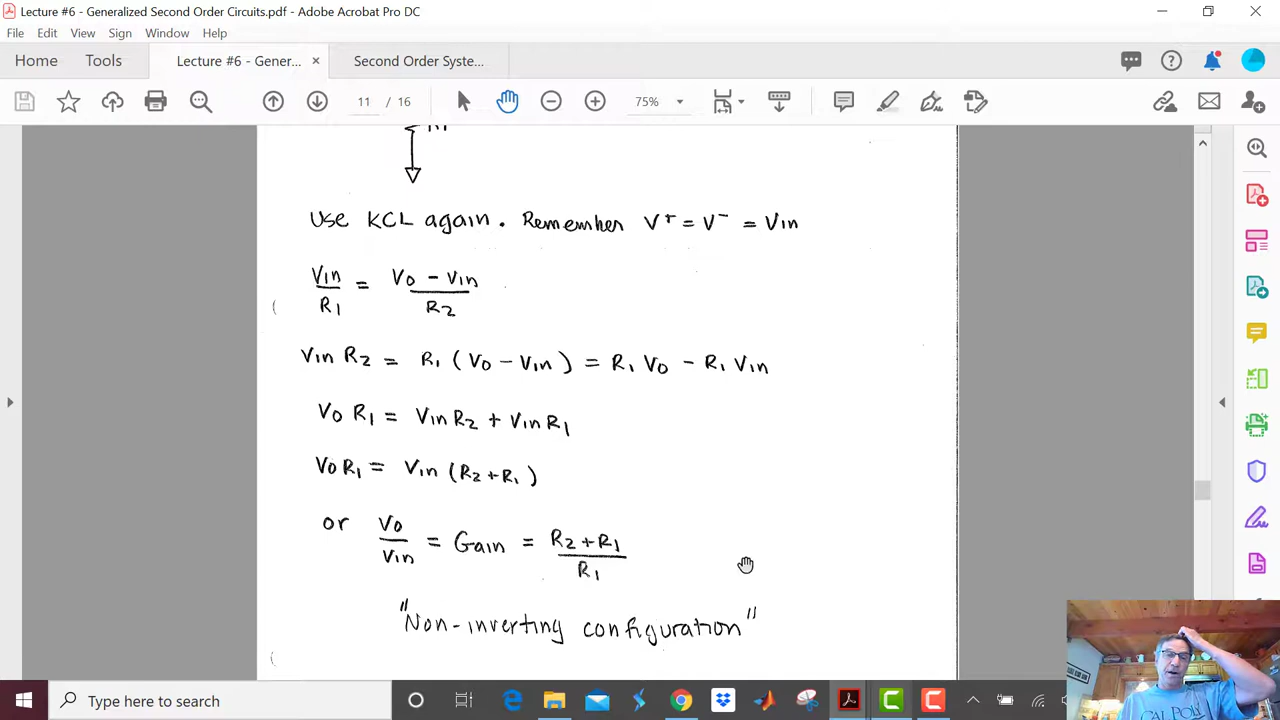 Lecture #6 - Generalized Second Order Circuits.pdf - Adobe Acrobat Pro DC
File Edit View Sign Window Help
Home Tools Lecture #6 - Gener... × Second Order Syste...
11 / 16 75%
Use KCL again. Remember V+ = V- = Vin
Vin/R1 = (Vo - Vin)/R2
Vin R2 = R1 (Vo - Vin) = R1 Vo - R1 Vin
Vo R1 = Vin R2 + Vin R1
Vo R1 = Vin (R2 + R1)
or Vo/Vin = Gain = (R2 + R1)/R1
"Non-inverting configuration"
Type here to search
CAL POLY